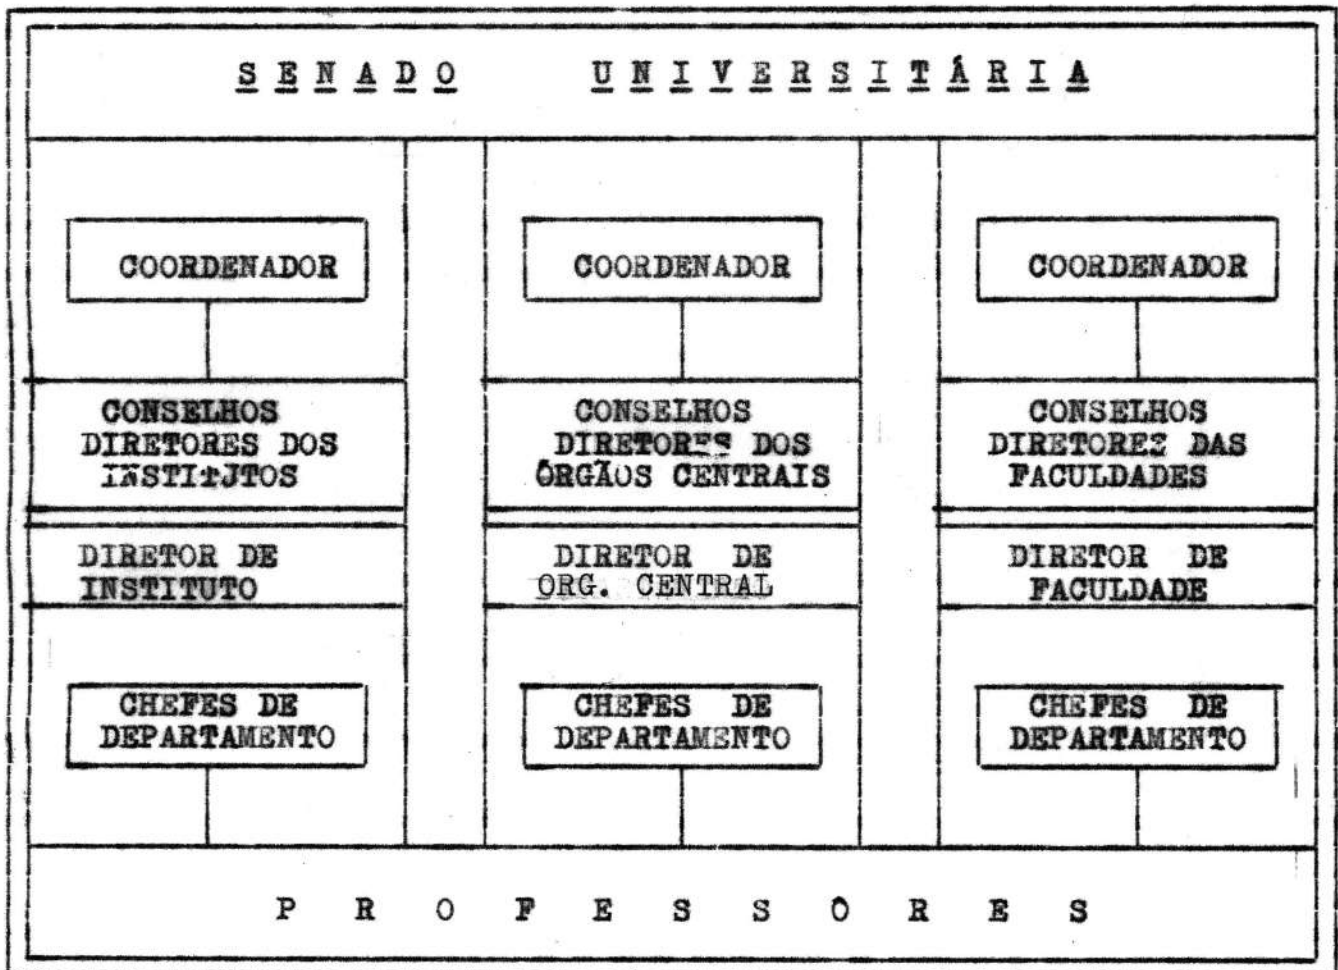 SENADO UNIVERSITÁRIA
COORDENADOR
CONSELHOS
DIRETORES DOS
INSTITUTOS
DIRETOR DE
INSTITUTO
CHEFES DE
DEPARTAMENTO
COORDENADOR
CONSELHOS
DIRETORES DOS
ÓRGÃOS CENTRAIS
DIRETOR DE
ORG. CENTRAL
CHEFES DE
DEPARTAMENTO
COORDENADOR
CONSELHOS
DIRETORES DAS
FACULDADES
DIRETOR DE
FACULDADE
CHEFES DE
DEPARTAMENTO
PROFESSÔRES